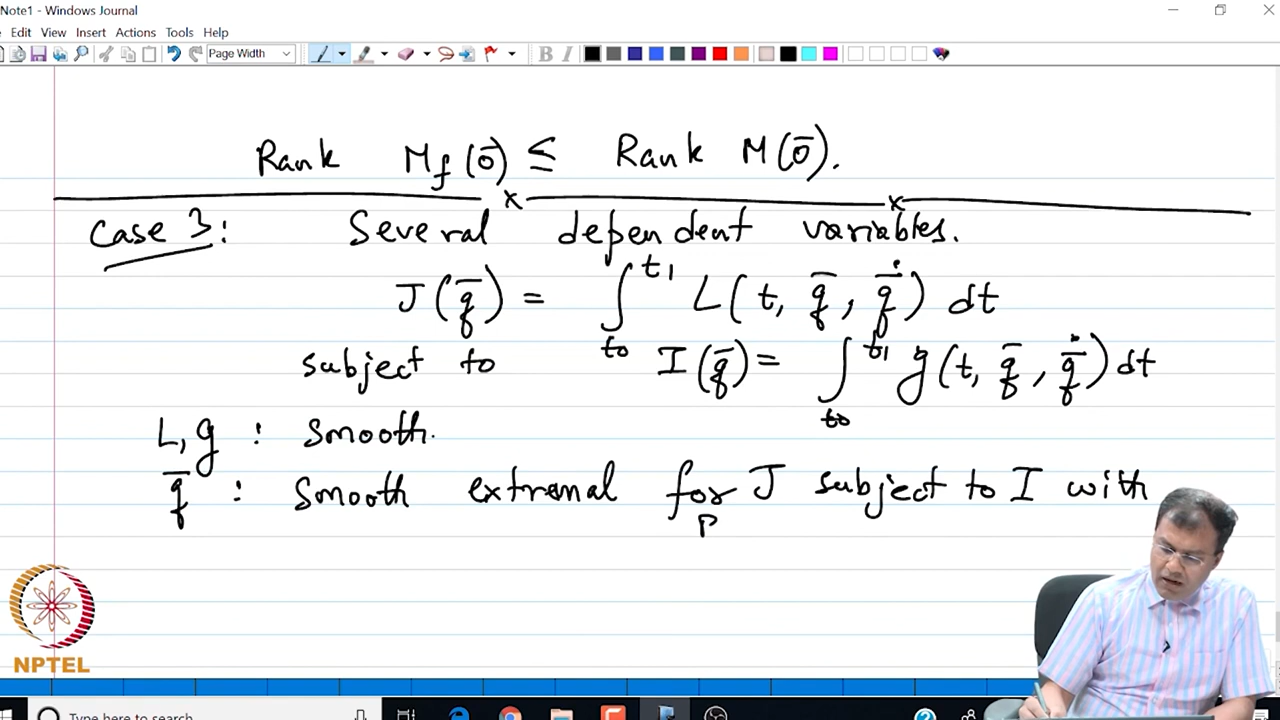 Note1 - Windows Journal
Edit View Insert Actions Tools Help
Page Width B I
Rank M_f(ō) ≤ Rank M(ō).
Case 3: Several dependent variables.
J(q̄) = ∫_{t0}^{t1} L(t, q̄, q̄̇) dt
subject to I(q̄) = ∫_{t0}^{t1} g(t, q̄, q̄̇) dt
L, g : smooth.
q̄ : smooth extremal for J subject to I with
p
NPTEL
Type here to search